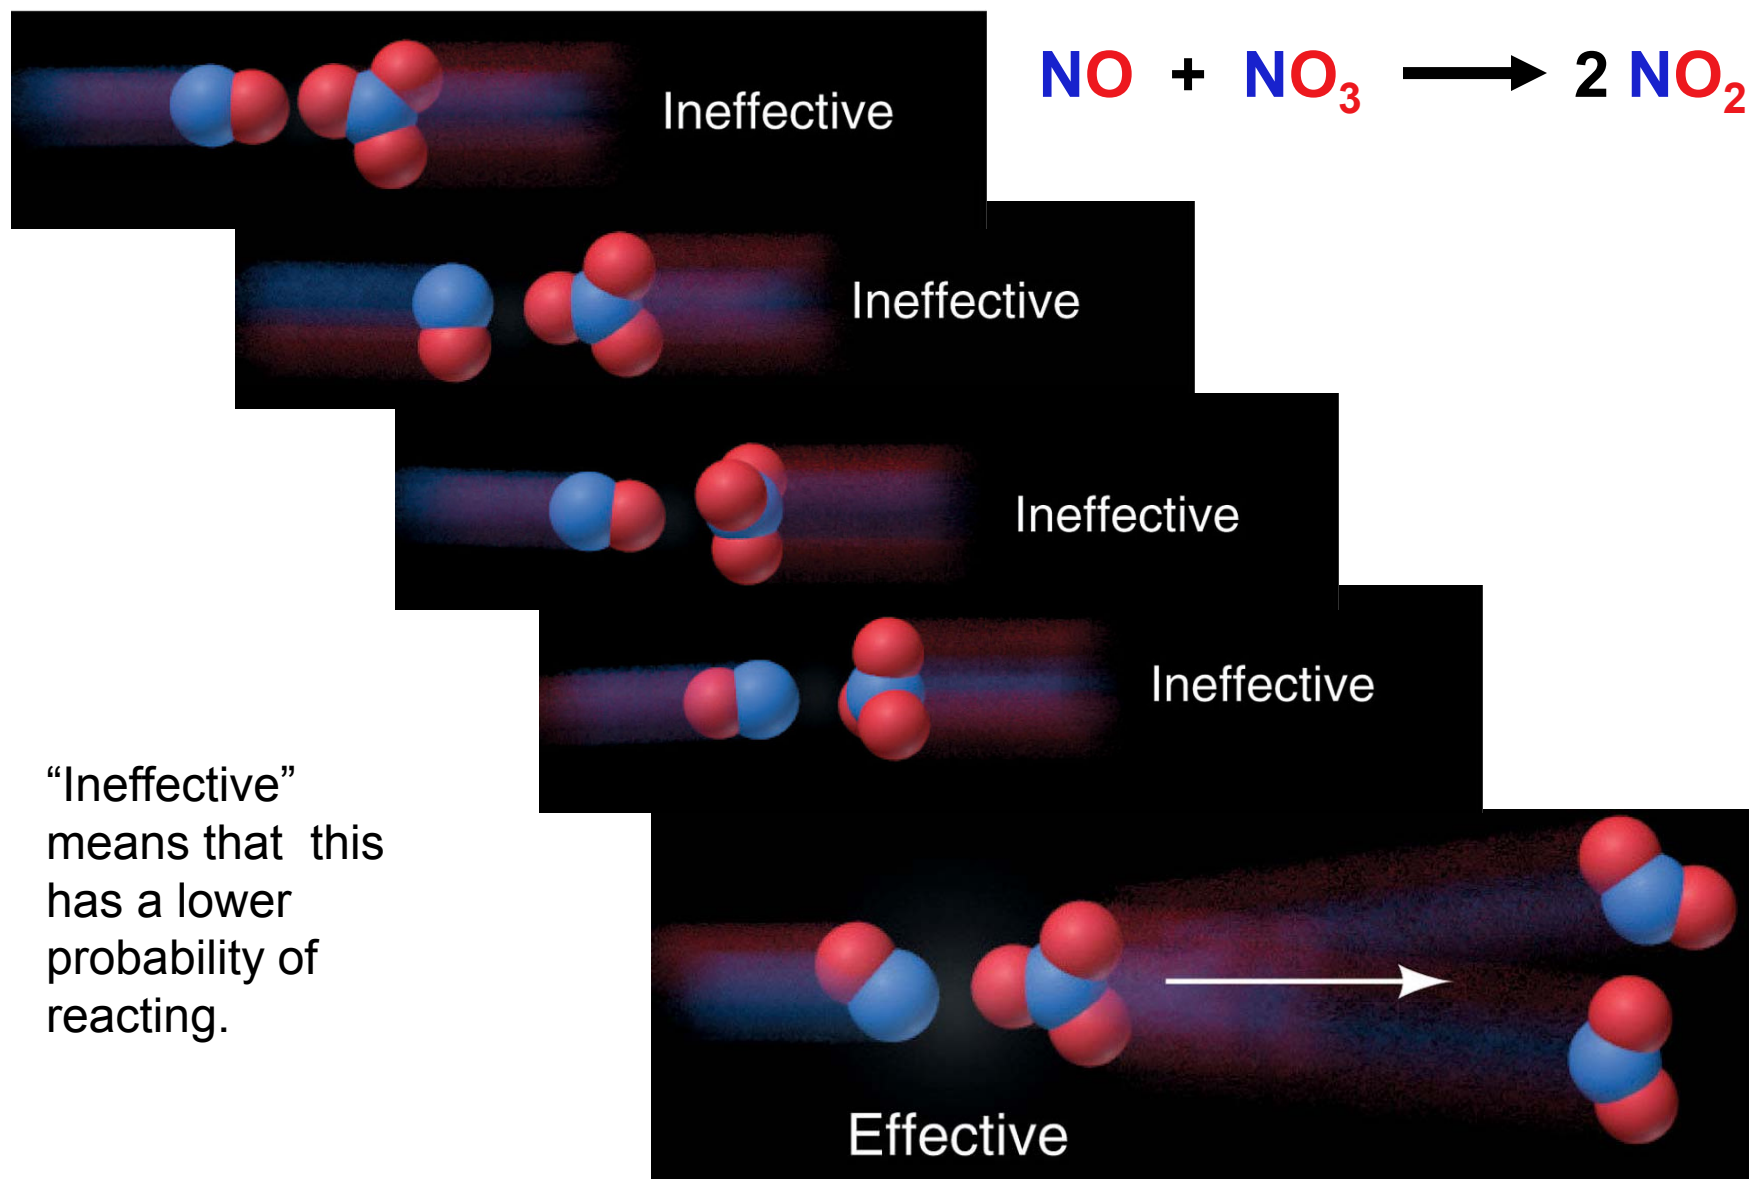 NO + NO₃ ⟶ 2 NO₂
Ineffective
Ineffective
Ineffective
Ineffective
“Ineffective”
means that  this
has a lower
probability of
reacting.
Effective